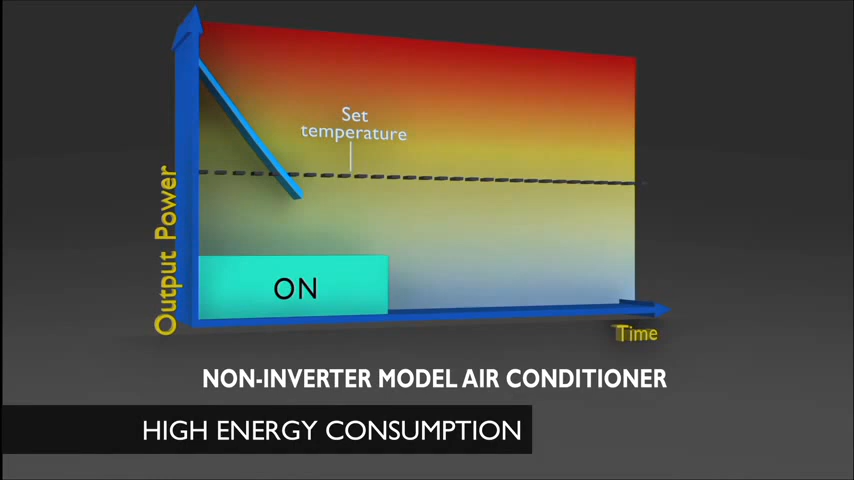 Set
temperature
Output Power
ON
Time
NON-INVERTER MODEL AIR CONDITIONER
HIGH ENERGY CONSUMPTION